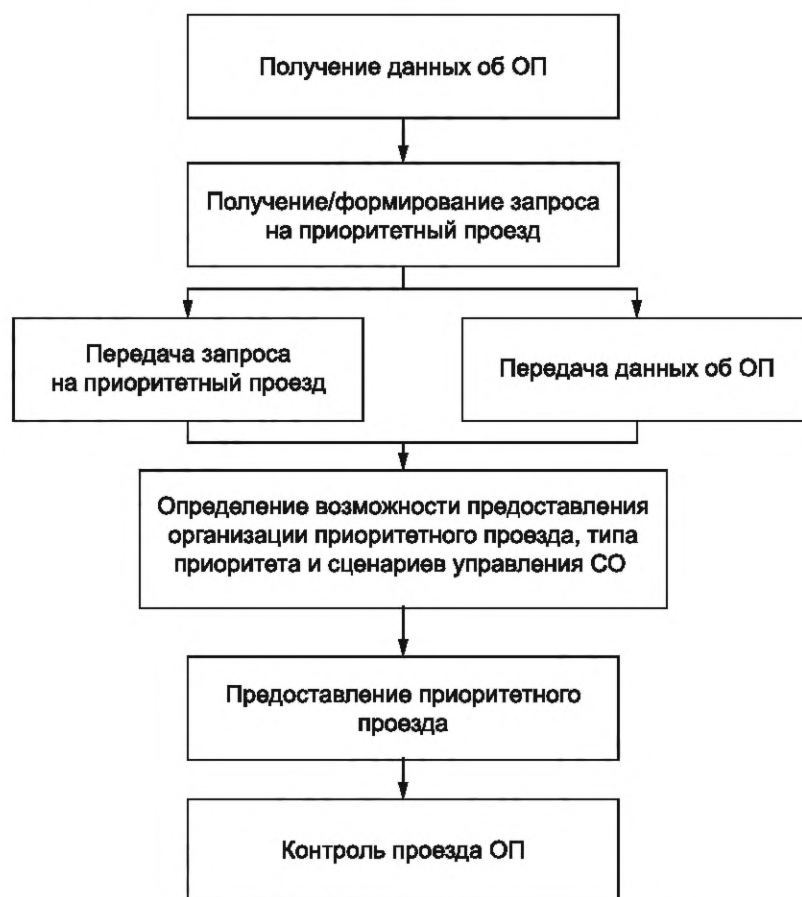 Получение данных об ОП
Получение/формирование запроса
на приоритетный проезд
Передача запроса
на приоритетный проезд
Передача данных об ОП
Определение возможности предоставления
организации приоритетного проезда, типа
приоритета и сценариев управления СО
Предоставление приоритетного
проезда
Контроль проезда ОП